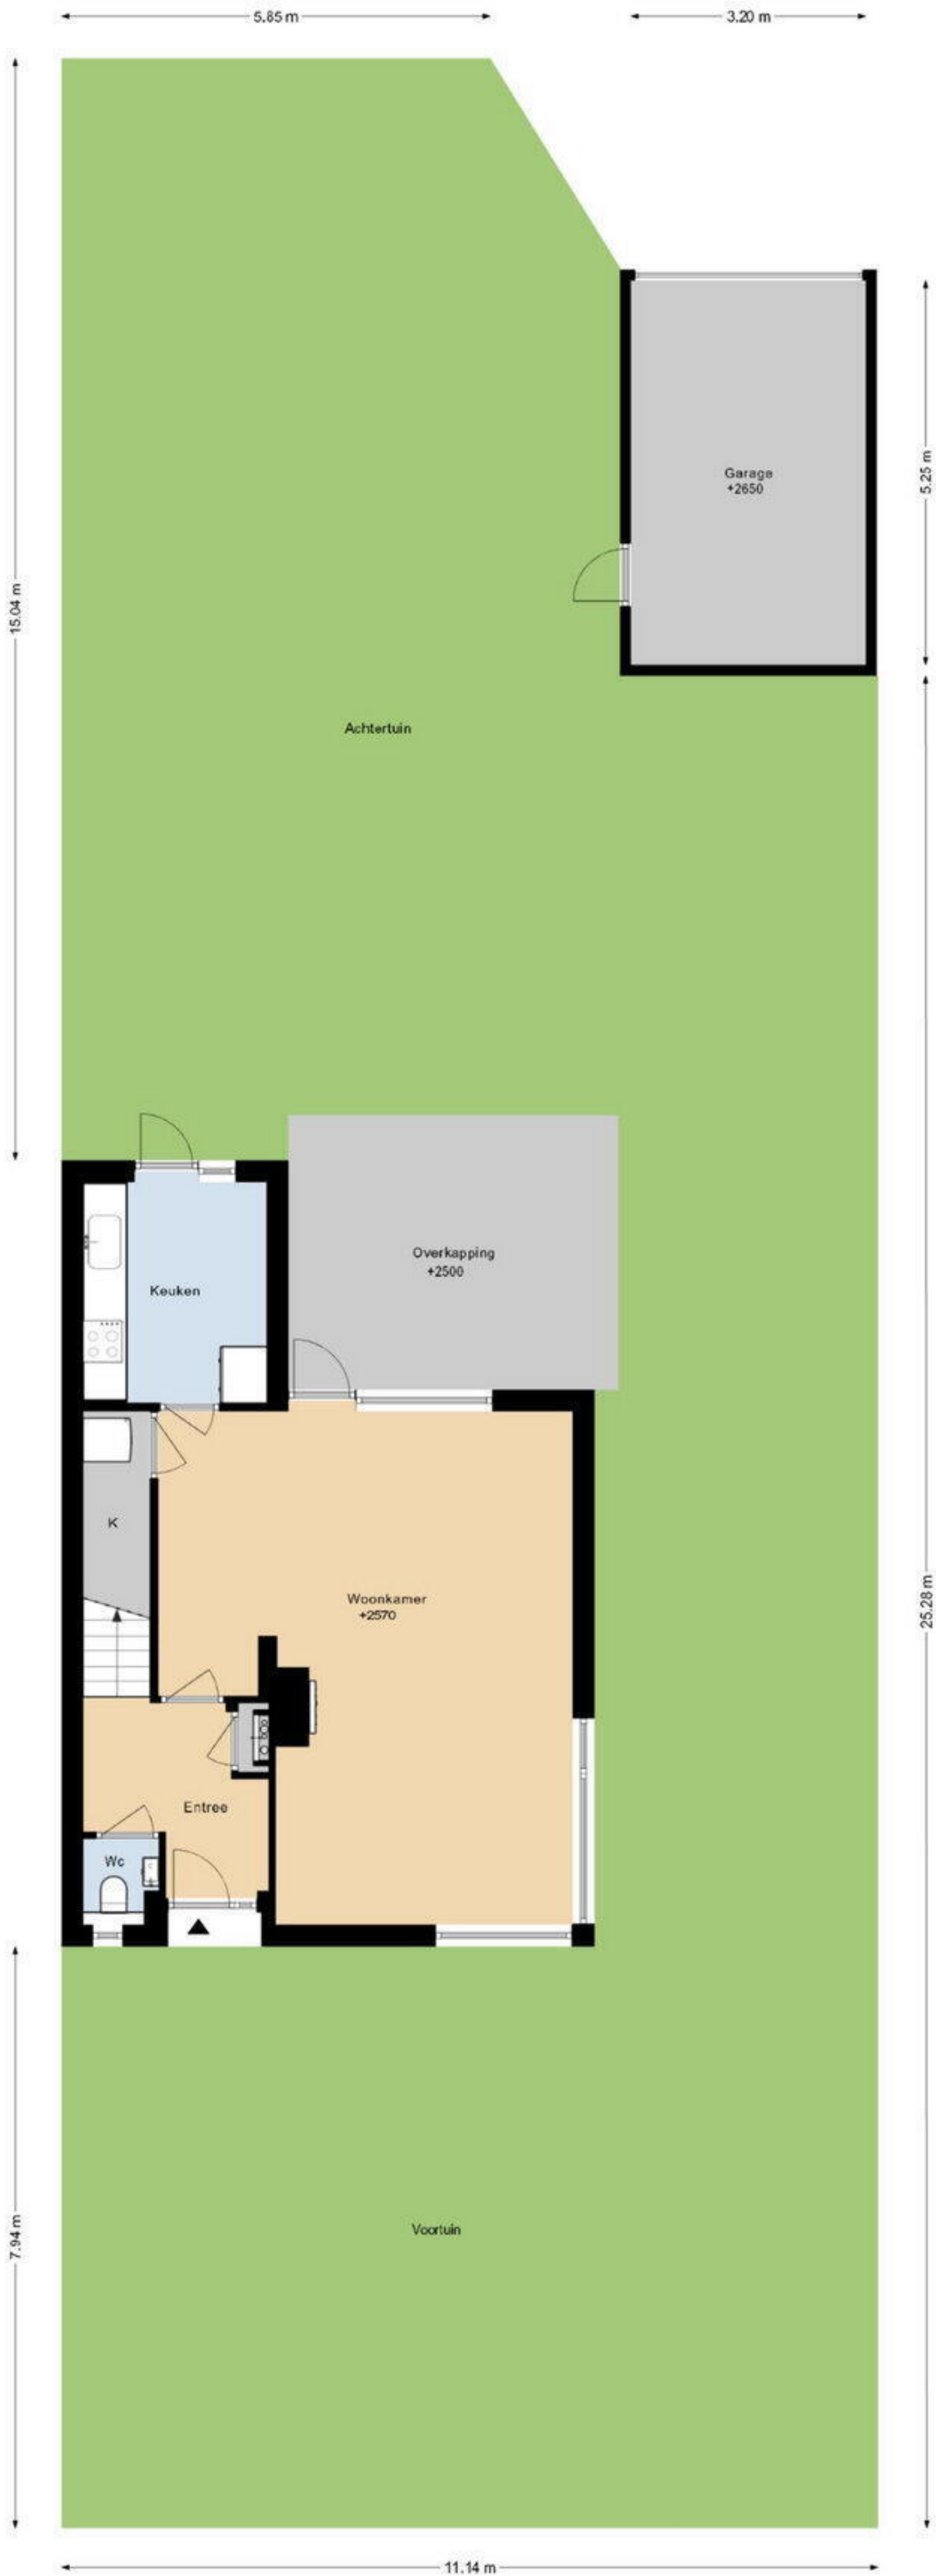 5.85 m
3.20 m
Garage
+2650
5.25 m
15.04 m
Achtertuin
Overkapping
+2500
Keuken
K
Woonkamer
+2570
25.28 m
Entree
Wc
7.94 m
Voortuin
11.14 m